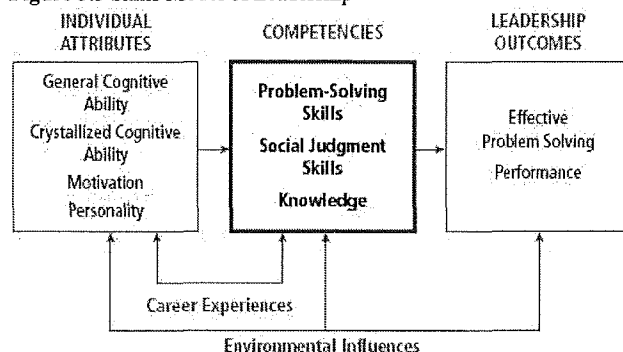 INDIVIDUAL
ATTRIBUTES
General Cognitive
Ability
Crystallized Cognitive
Ability
Motivation
Personality
COMPETENCIES
Problem-Solving
Skills
Social Judgment
Skills
Knowledge
LEADERSHIP
OUTCOMES
Effective
Problem Solving
Performance
Career Experiences
Environmental Influences